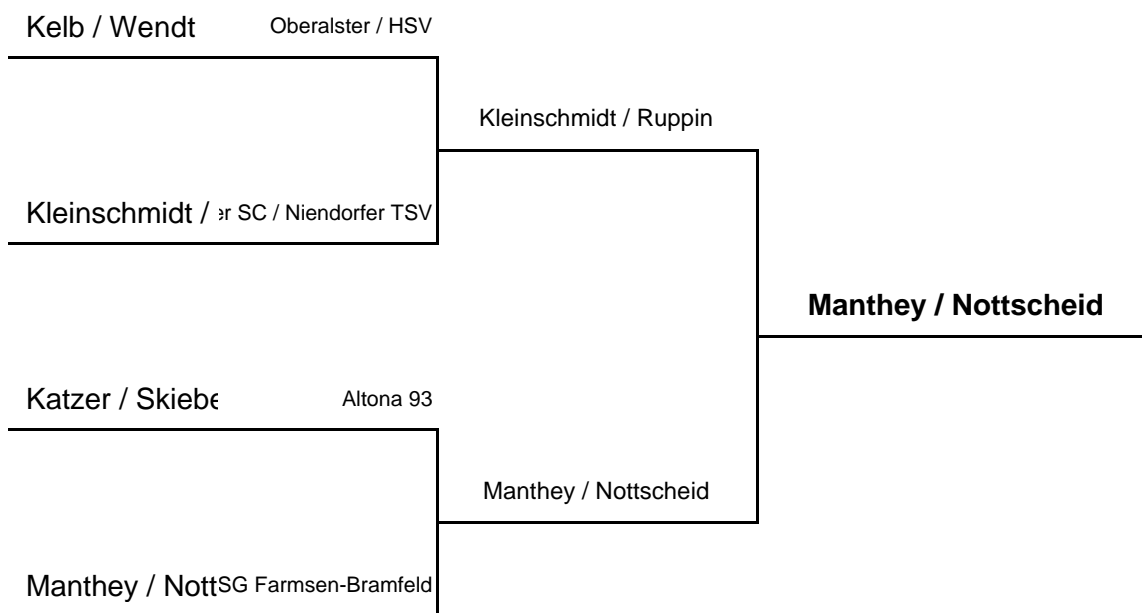 Kelb / Wendt Oberalster / HSV
Kleinschmidt / Ruppin
Kleinschmidt / er SC / Niendorfer TSV
Manthey / Nottscheid
Katzer / Skiebe Altona 93
Manthey / Nottscheid
Manthey / Nott SG Farmsen-Bramfeld